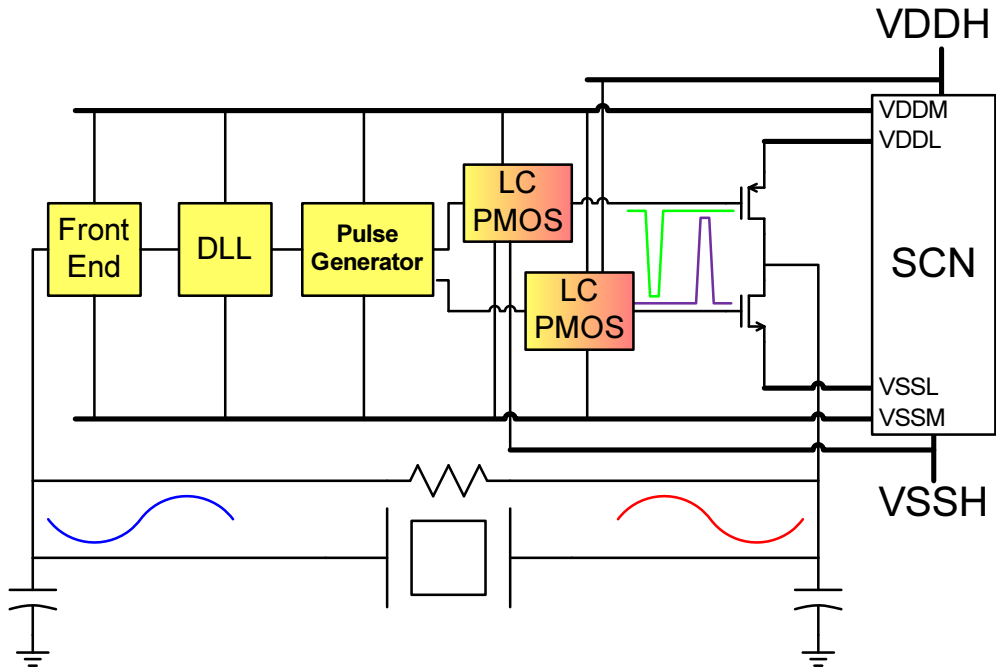 VDDH
VDDM
VDDL
LC
PMOS
Front
End
DLL
Pulse
Generator
SCN
LC
PMOS
VSSL
VSSM
VSSH